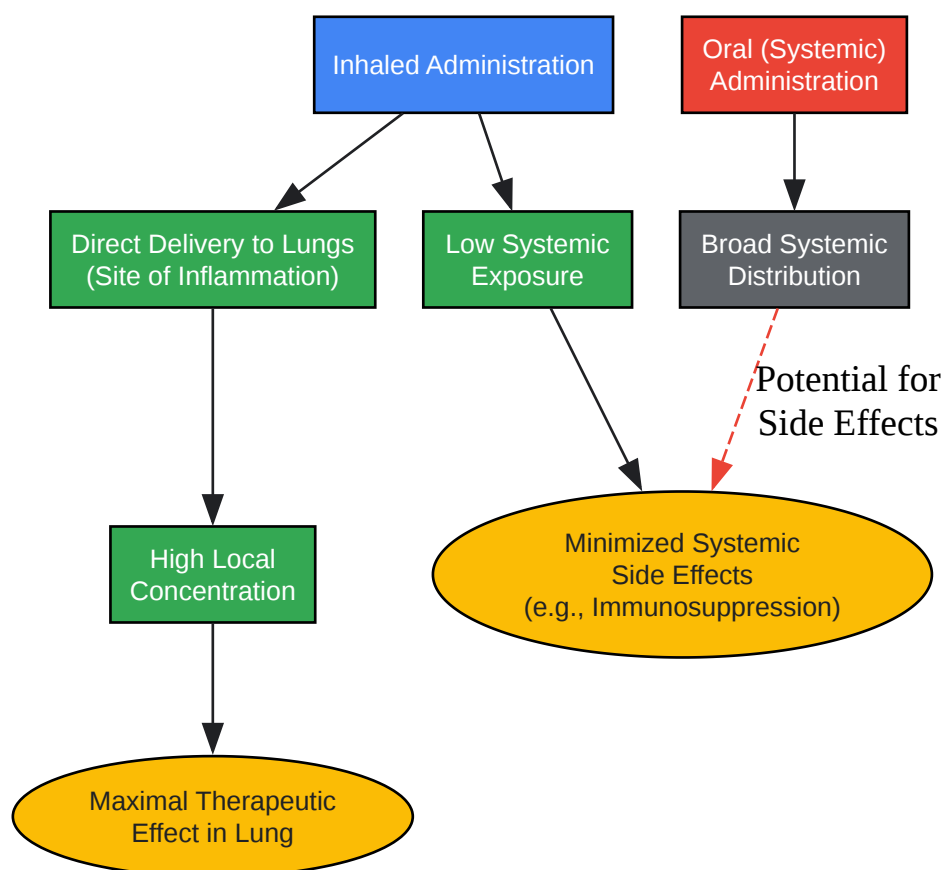 Inhaled Administration
Oral (Systemic)
Administration
Direct Delivery to Lungs
(Site of Inflammation)
Low Systemic
Exposure
Broad Systemic
Distribution
Potential for
Side Effects
High Local
Concentration
Minimized Systemic
Side Effects
(e.g., Immunosuppression)
Maximal Therapeutic
Effect in Lung